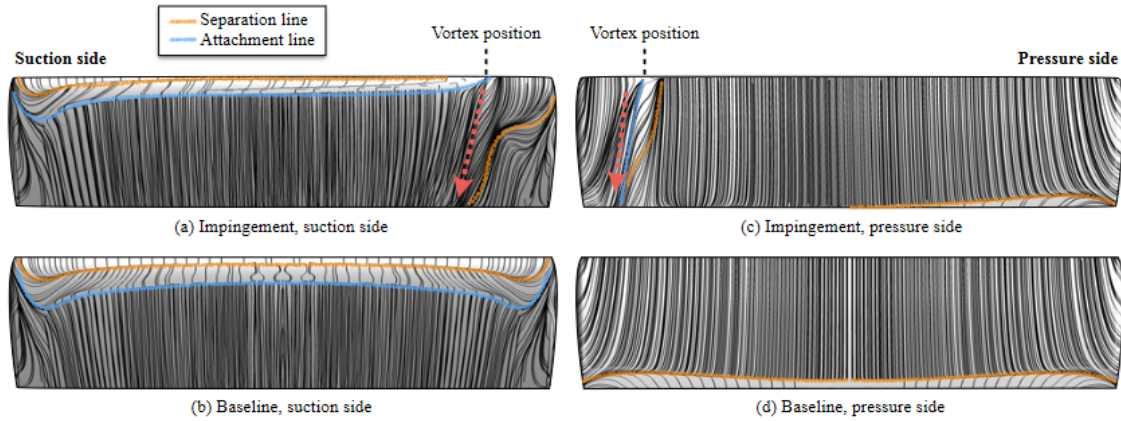 Separation line
Attachment line
Suction side
Vortex position
Vortex position
Pressure side
(a) Impingement, suction side
(c) Impingement, pressure side
(b) Baseline, suction side
(d) Baseline, pressure side